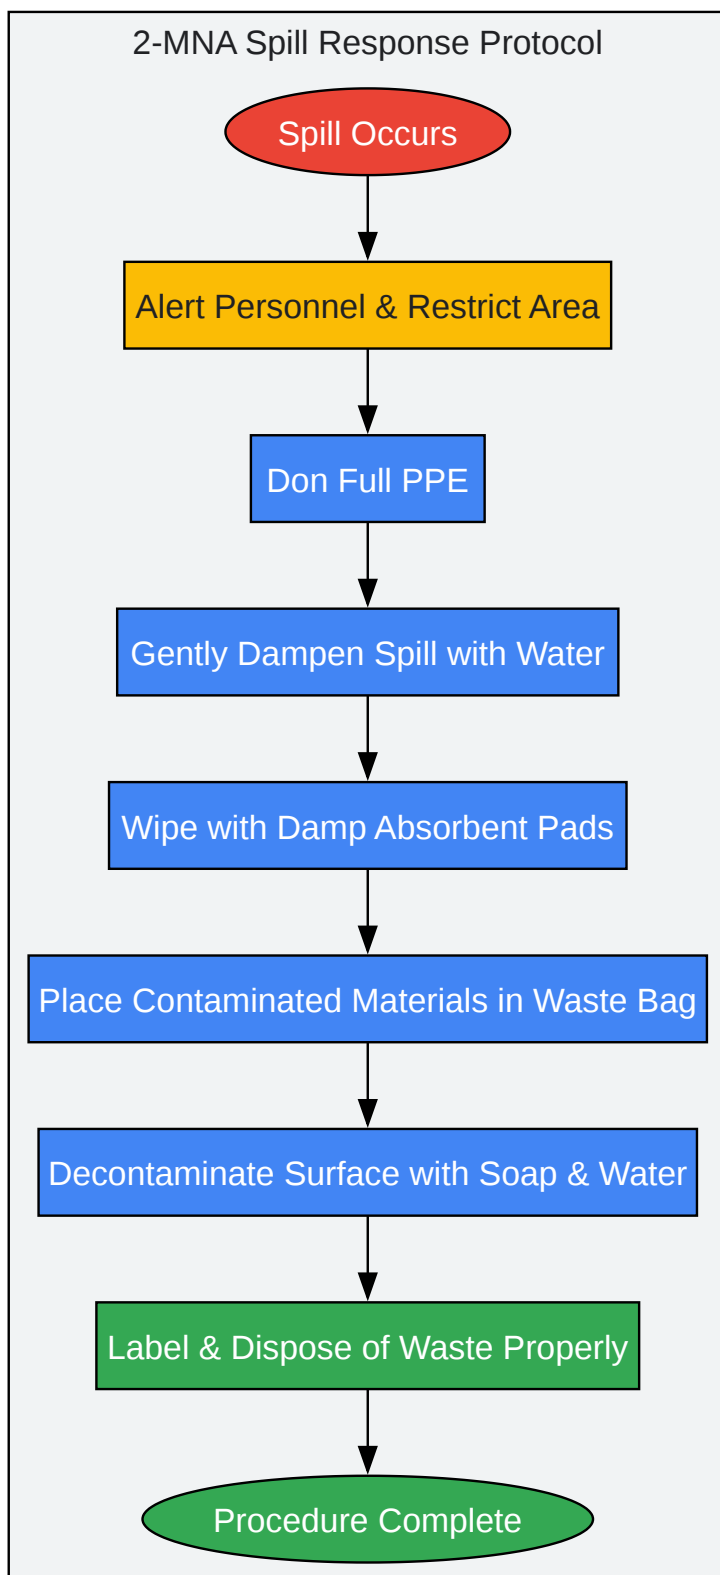 2-MNA Spill Response Protocol
Spill Occurs
Alert Personnel & Restrict Area
Don Full PPE
Gently Dampen Spill with Water
Wipe with Damp Absorbent Pads
Place Contaminated Materials in Waste Bag
Decontaminate Surface with Soap & Water
Label & Dispose of Waste Properly
Procedure Complete